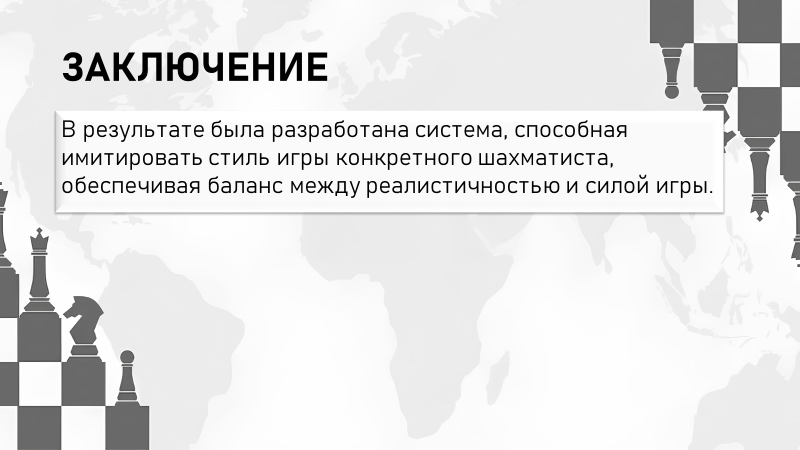 ЗАКЛЮЧЕНИЕ
В результате была разработана система, способная
имитировать стиль игры конкретного шахматиста,
обеспечивая баланс между реалистичностью и силой игры.